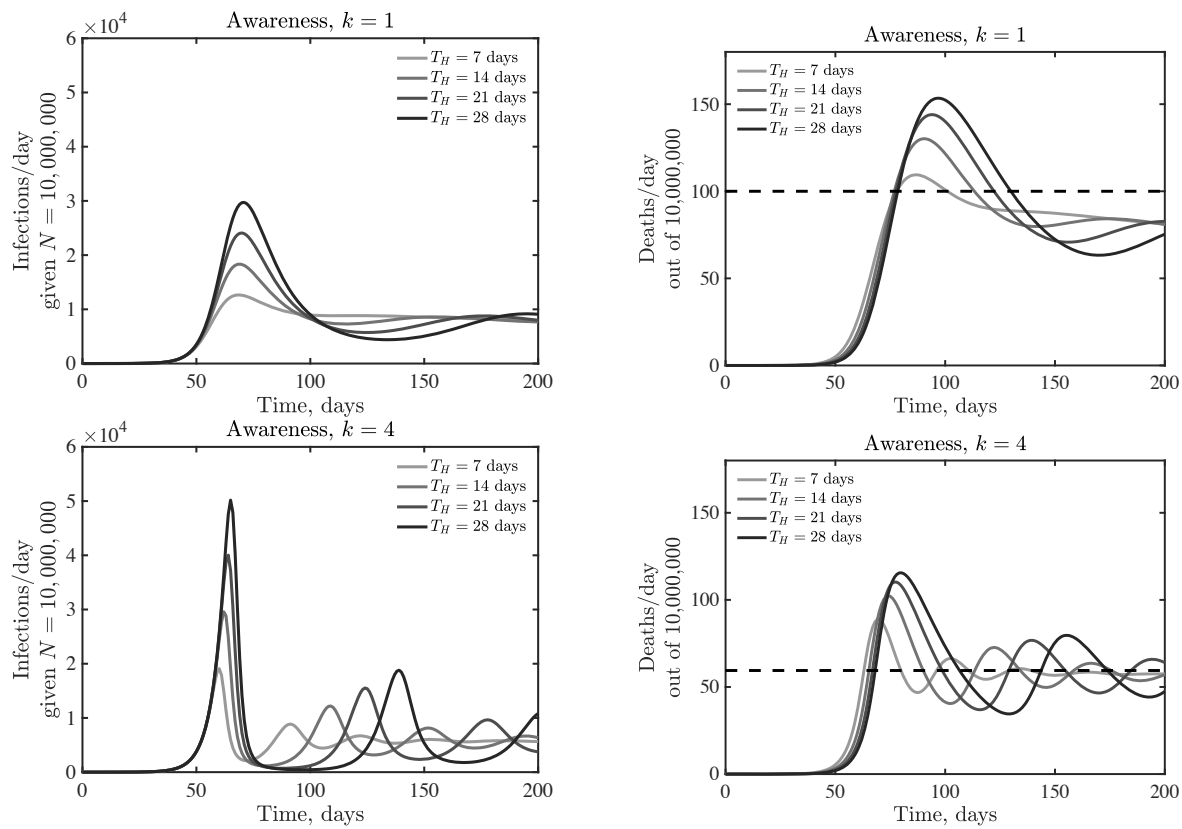 Awareness, k = 1
×10⁴
6
5
4
3
2
1
0
0 50 100 150 200
Infections/day
given N = 10,000,000
Time, days
T_H = 7 days
T_H = 14 days
T_H = 21 days
T_H = 28 days
Awareness, k = 1
150
100
50
0
0 50 100 150 200
Deaths/day
out of 10,000,000
Time, days
T_H = 7 days
T_H = 14 days
T_H = 21 days
T_H = 28 days
Awareness, k = 4
×10⁴
6
5
4
3
2
1
0
0 50 100 150 200
Infections/day
given N = 10,000,000
Time, days
T_H = 7 days
T_H = 14 days
T_H = 21 days
T_H = 28 days
Awareness, k = 4
150
100
50
0
0 50 100 150 200
Deaths/day
out of 10,000,000
Time, days
T_H = 7 days
T_H = 14 days
T_H = 21 days
T_H = 28 days